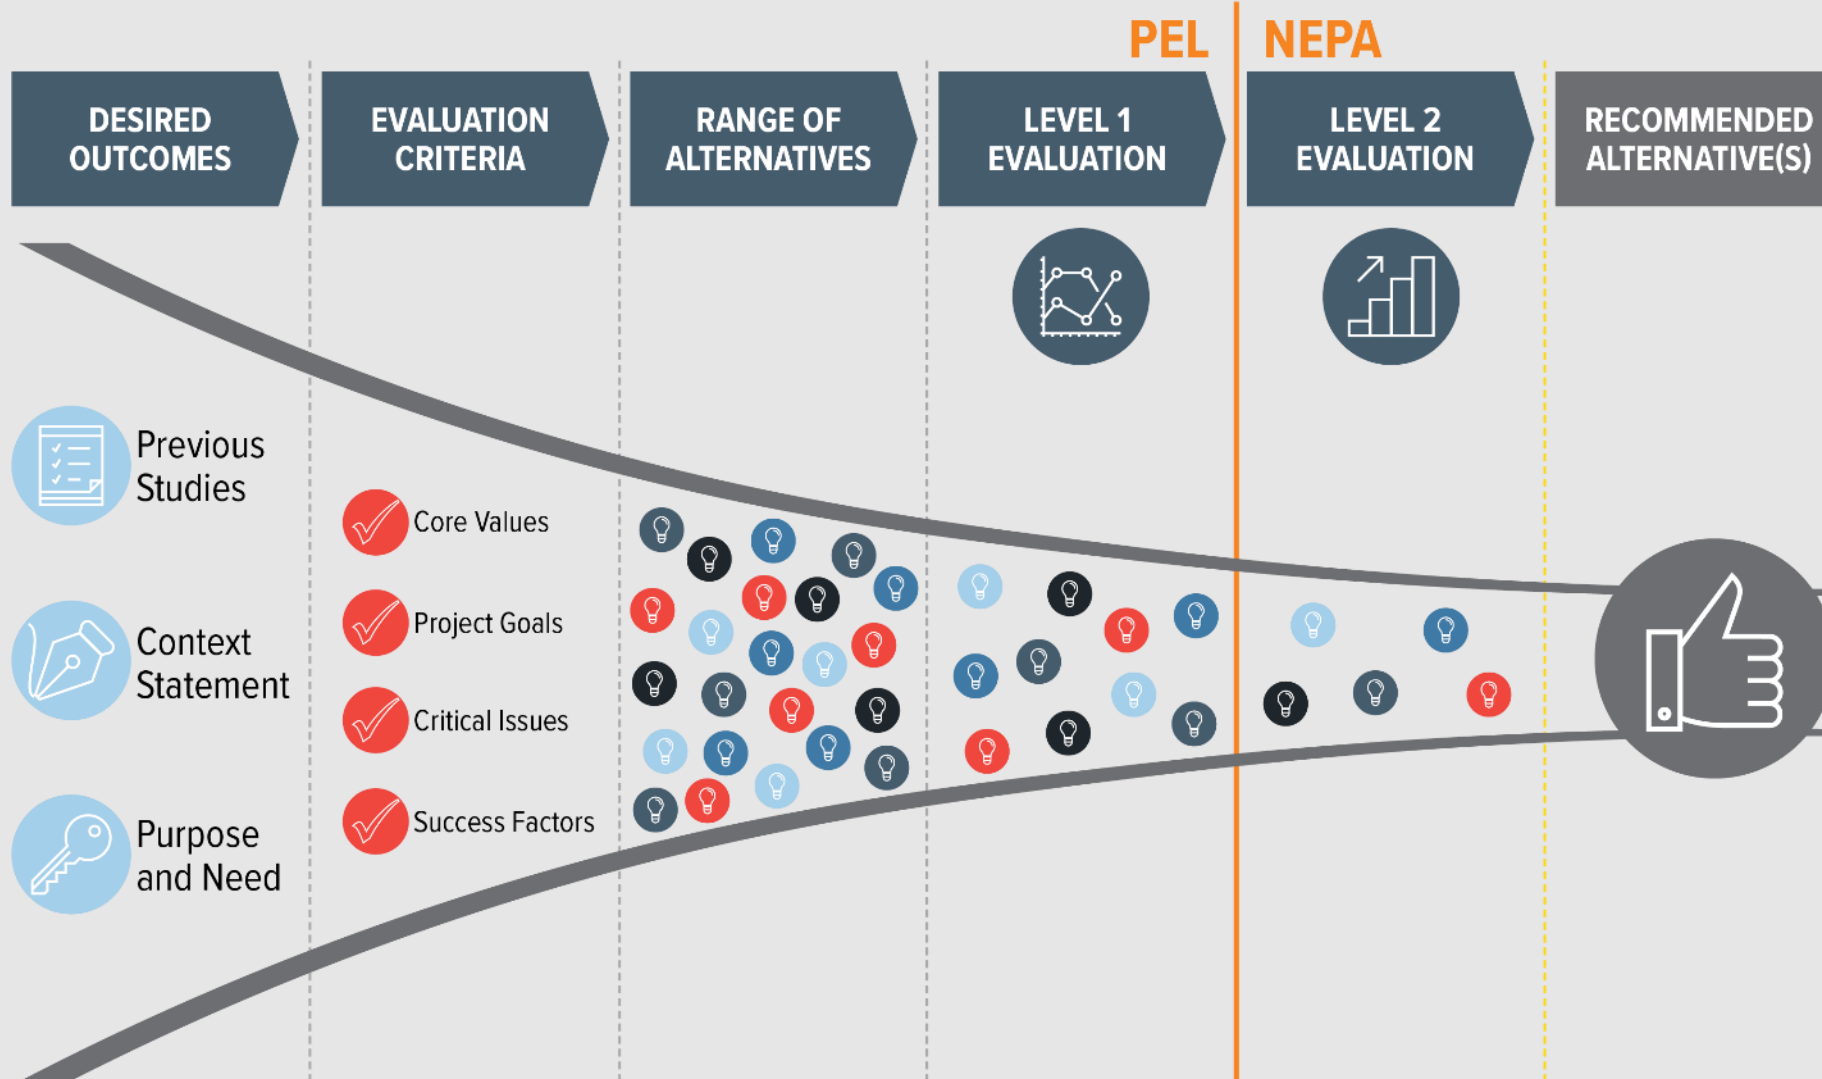 PEL
NEPA
DESIRED
OUTCOMES
EVALUATION
CRITERIA
RANGE OF
ALTERNATIVES
LEVEL 1
EVALUATION
LEVEL 2
EVALUATION
RECOMMENDED
ALTERNATIVE(S)
Previous
Studies
Context
Statement
Purpose
and Need
Core Values
Project Goals
Critical Issues
Success Factors